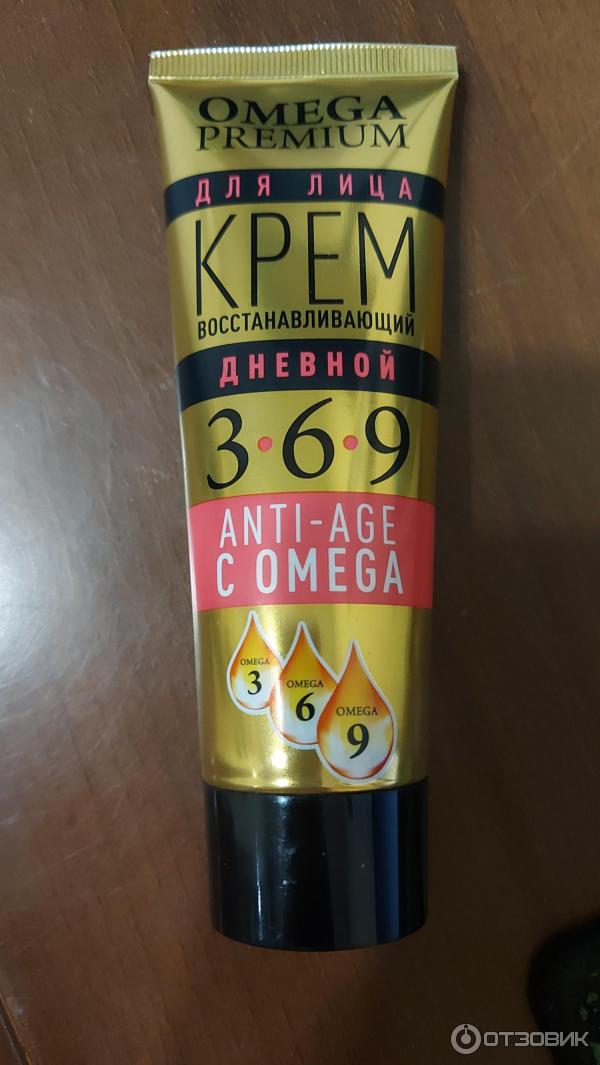 OMEGA
PREMIUM
ДЛЯ ЛИЦА
КРЕМ
ВОССТАНАВЛИВАЮЩИЙ
ДНЕВНОЙ
3•6•9
ANTI-AGE
С OMEGA
OMEGA
3
OMEGA
6
OMEGA
9
ОТЗОВИК